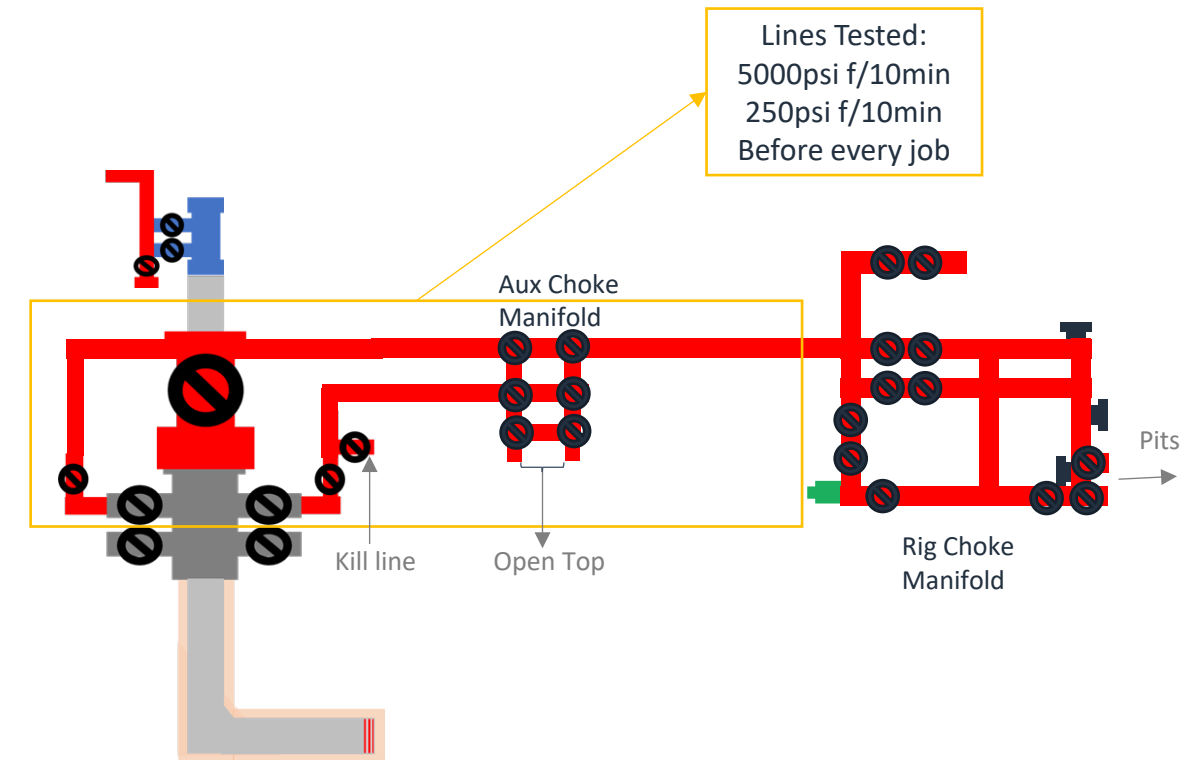 Lines Tested:
5000psi f/10min
250psi f/10min
Before every job
Aux Choke
Manifold
Pits
Kill line
Open Top
Rig Choke
Manifold